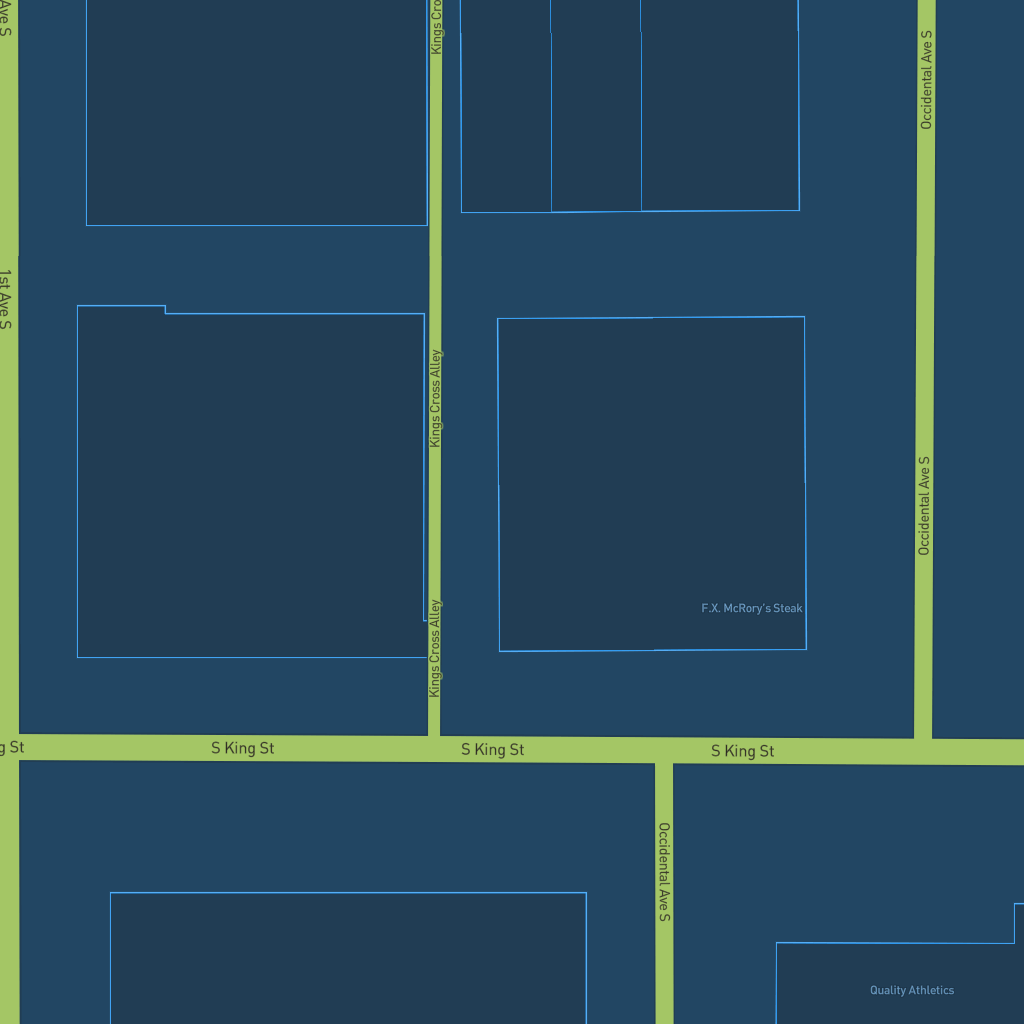 Ave S
Kings Cro
Occidental Ave S
1st Ave S
Kings Cross Alley
Occidental Ave S
F.X. McRory's Steak
Kings Cross Alley
g St
S King St
S King St
S King St
Occidental Ave S
Quality Athletics